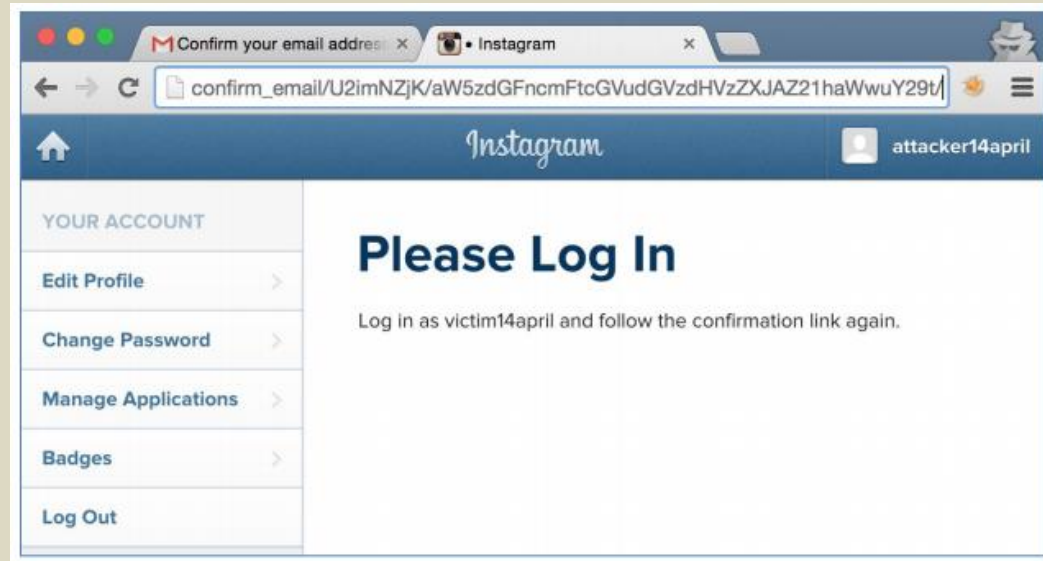 Confirm your email addres
Instagram
confirm_email/U2imNZjK/aW5zdGFncmFtcGVudGVzdHVzZXJAZ21haWwuY29t/
Instagram
attacker14april
YOUR ACCOUNT
Edit Profile
Change Password
Manage Applications
Badges
Log Out
Please Log In
Log in as victim14april and follow the confirmation link again.